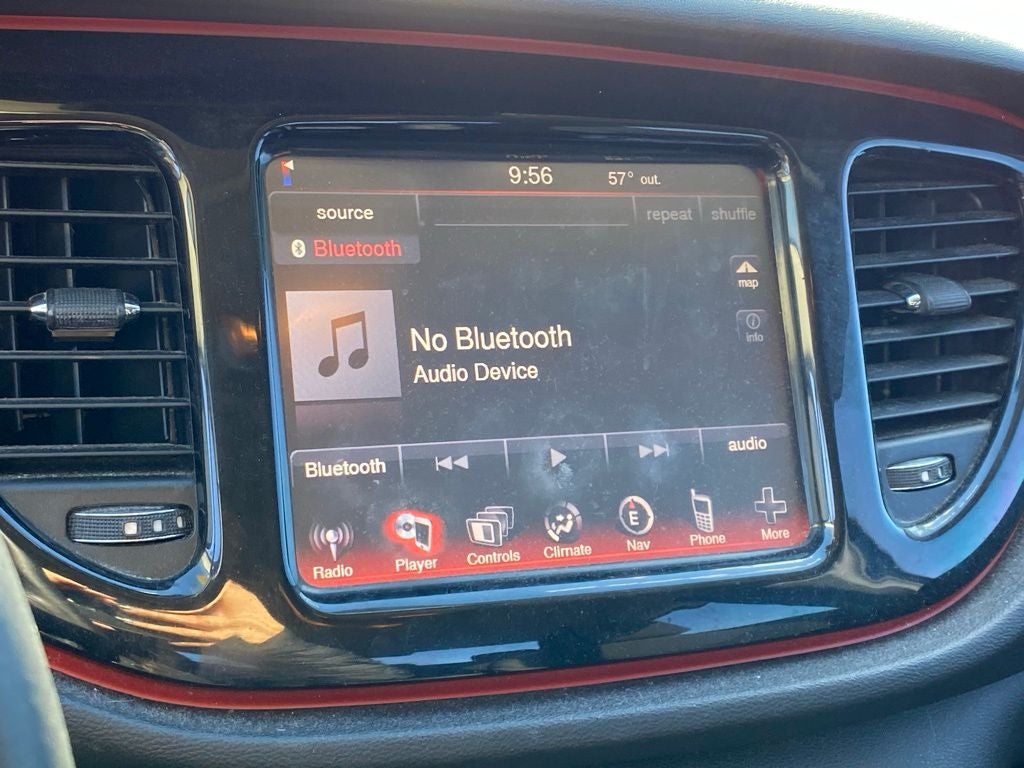 9:56 57° out.
source repeat shuffle
Bluetooth
map
info
No Bluetooth
Audio Device
Bluetooth audio
E
Radio Player Controls Climate Nav Phone More